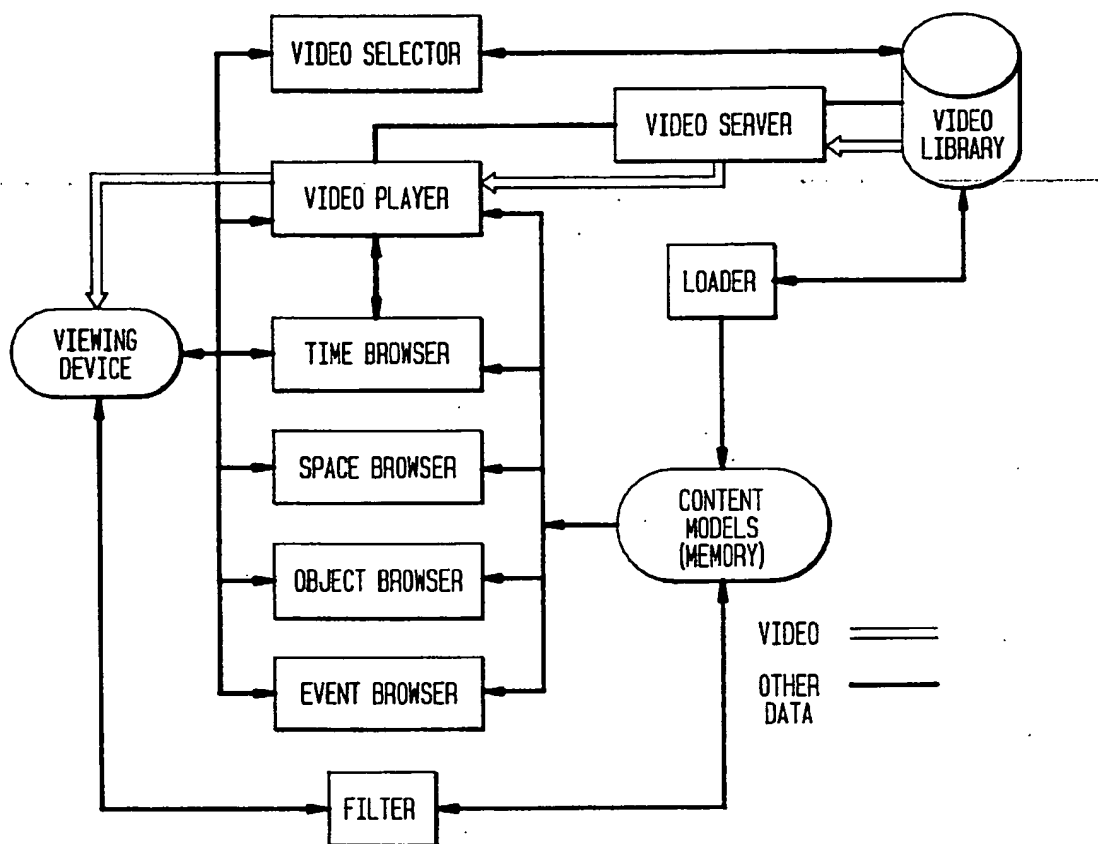 VIDEO SELECTOR
VIDEO SERVER
VIDEO
LIBRARY
VIDEO PLAYER
LOADER
VIEWING
DEVICE
TIME BROWSER
SPACE BROWSER
CONTENT
MODELS
(MEMORY)
OBJECT BROWSER
VIDEO
EVENT BROWSER
OTHER
DATA
FILTER